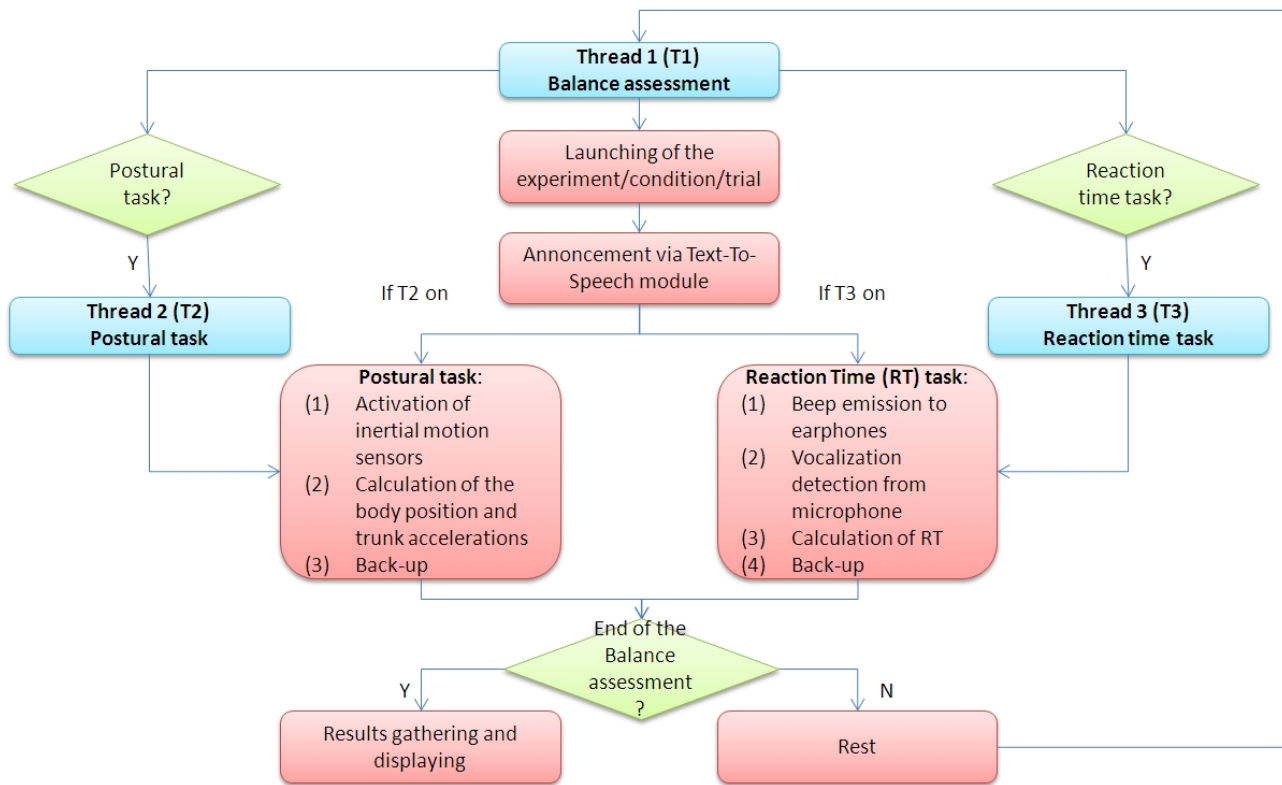 Thread 1 (T1)
Balance assessment
Postural
task?
Launching of the
experiment/condition/trial
Reaction
time task?
Y
Annoncement via Text-To-
Speech module
Y
If T2 on
If T3 on
Thread 2 (T2)
Postural task
Thread 3 (T3)
Reaction time task
Postural task:
(1) Activation of
inertial motion
sensors
(2) Calculation of the
body position and
trunk accelerations
(3) Back-up
Reaction Time (RT) task:
(1) Beep emission to
earphones
(2) Vocalization
detection from
microphone
(3) Calculation of RT
(4) Back-up
End of the
Balance
assessment
?
Y
N
Results gathering and
displaying
Rest